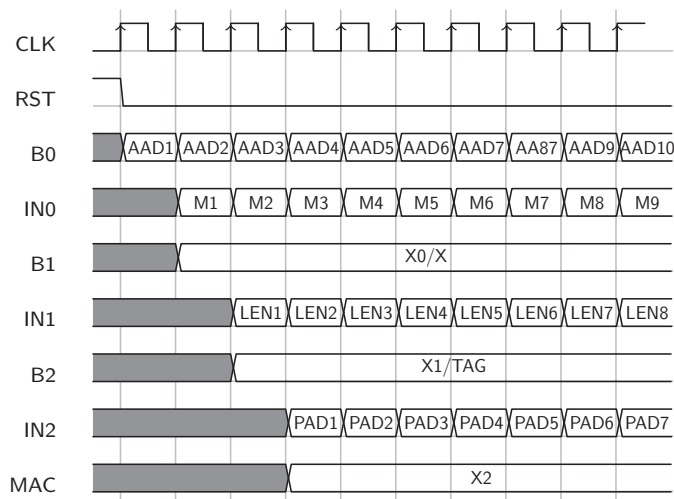 CLK
RST
B0 AAD1 AAD2 AAD3 AAD4 AAD5 AAD6 AAD7 AA87 AAD9 AAD10
IN0 M1 M2 M3 M4 M5 M6 M7 M8 M9
B1 X0/X
IN1 LEN1 LEN2 LEN3 LEN4 LEN5 LEN6 LEN7 LEN8
B2 X1/TAG
IN2 PAD1 PAD2 PAD3 PAD4 PAD5 PAD6 PAD7
MAC X2